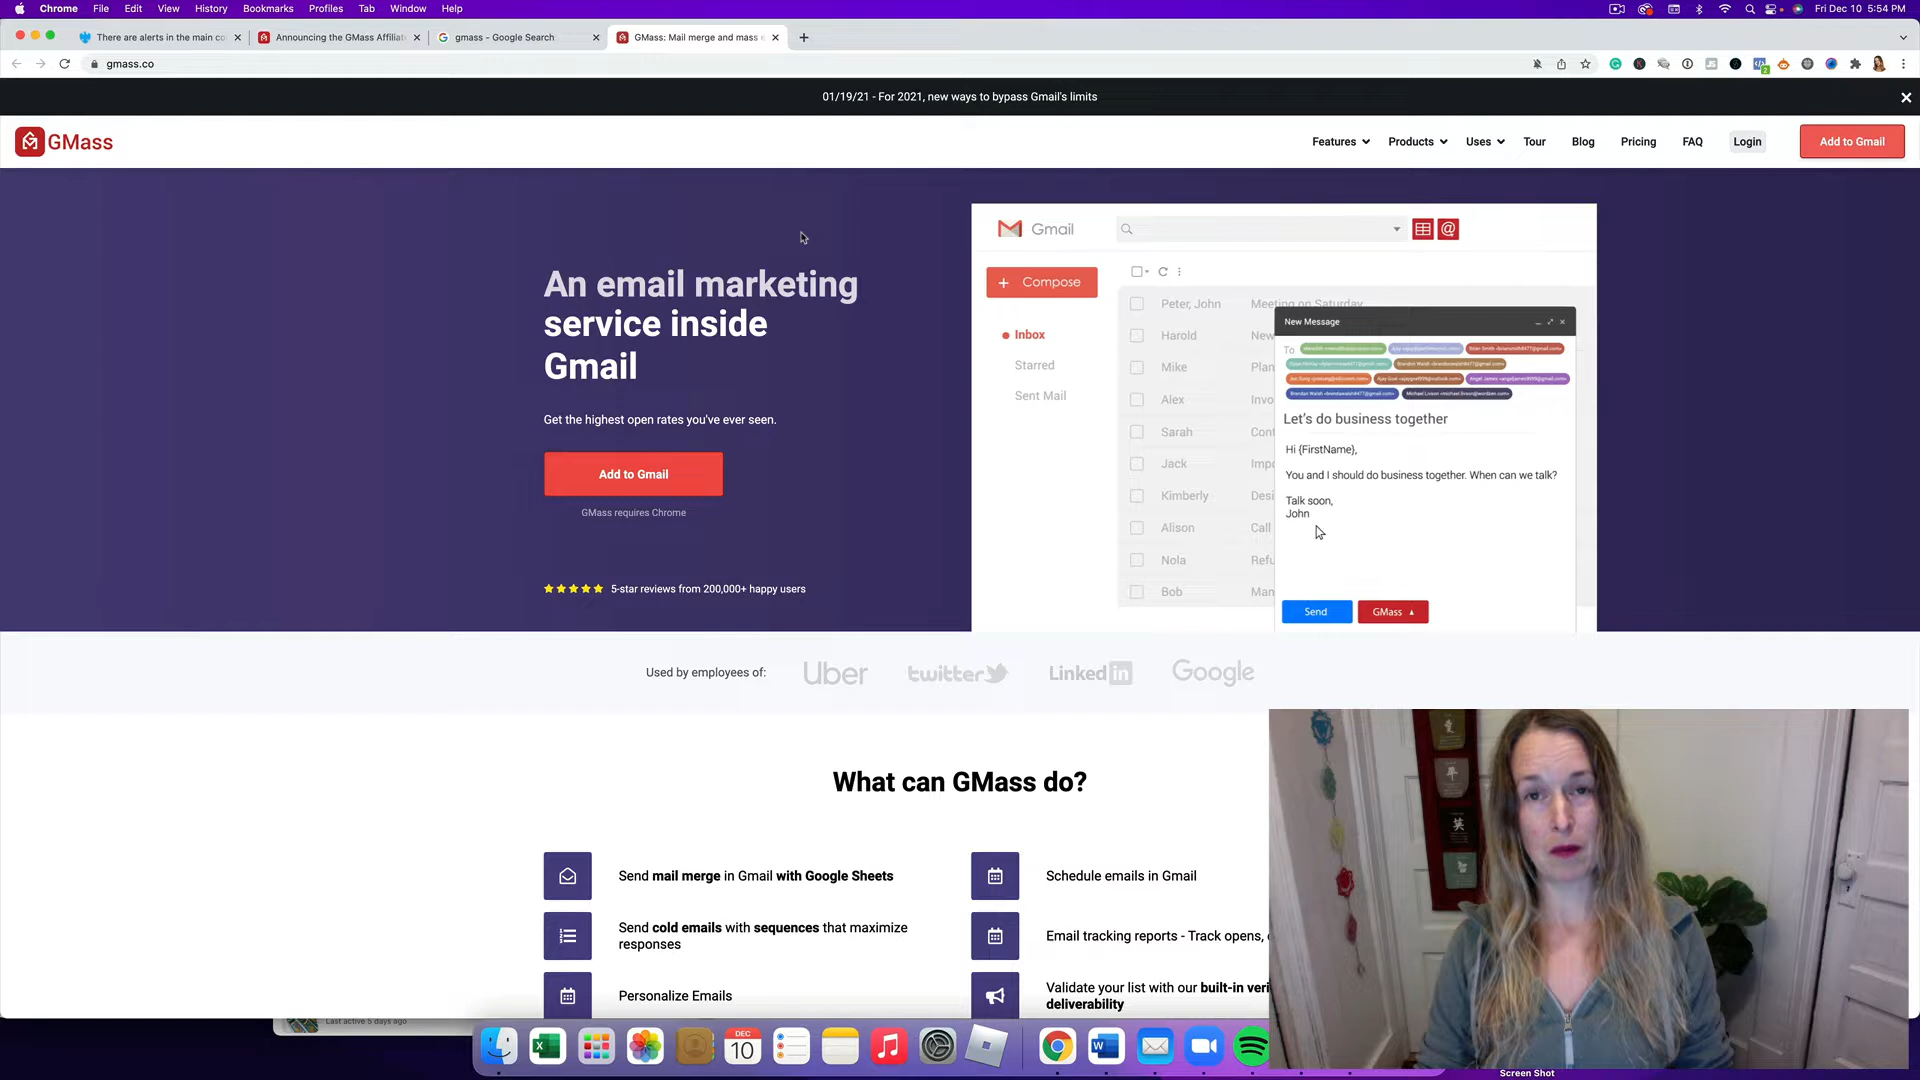 Chrome File Edit View History Bookmarks Profiles Tab Window Help
Fri Dec 10 5:54 PM
There are alerts in the main co
Announcing the GMass Affiliat
gmass - Google Search
GMass: Mail merge and mass e
gmass.co
01/19/21 - For 2021, new ways to bypass Gmail's limits
GMass
Features Products Uses Tour Blog Pricing FAQ Login Add to Gmail
An email marketing
service inside
Gmail
Get the highest open rates you've ever seen.
Add to Gmail
GMass requires Chrome
5-star reviews from 200,000+ happy users
Gmail
Compose
Inbox
Starred
Sent Mail
Peter, John Meeting on Saturday
Harold New
Mike Plan
Alex Invo
Sarah Cont
Jack Impo
Kimberly Desi
Alison Call
Nola Refu
Bob Man
New Message
To
Let's do business together
Hi {FirstName},
You and I should do business together. When can we talk?
Talk soon,
John
Send GMass
Used by employees of: Uber twitter Linked in Google
What can GMass do?
Send mail merge in Gmail with Google Sheets
Schedule emails in Gmail
Send cold emails with sequences that maximize
responses
Email tracking reports - Track opens,
Personalize Emails
Validate your list with our built-in veri
deliverability
Last active 5 days ago
DEC
10
Screen Shot